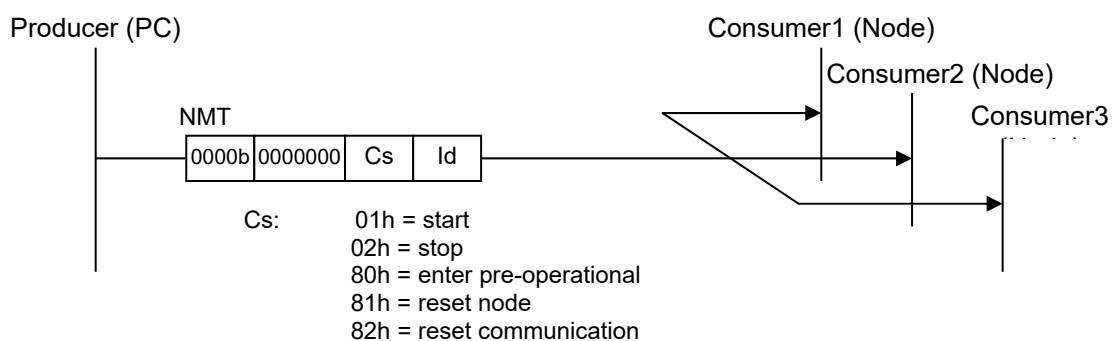 Producer (PC)
Consumer1 (Node)
Consumer2 (Node)
Consumer3
NMT
0000b 0000000 Cs Id
Cs: 01h = start
02h = stop
80h = enter pre-operational
81h = reset node
82h = reset communication